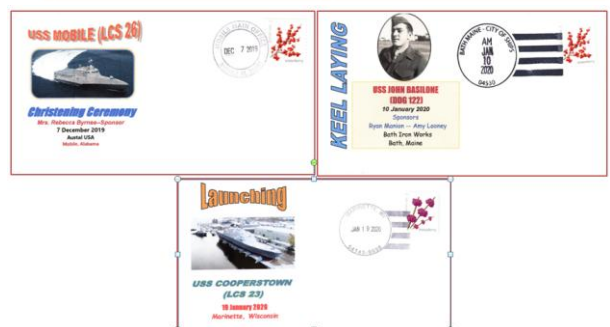 USS MOBILE (LCS 26)
DEC 7 2019
Christening Ceremony
Mrs. Rebecca Byrnes-Sponsor
7 December 2019
Austal USA
Mobile, Alabama
KEEL LAYING
BATH MAINE - CITY OF SHIPS
AM
JAN
10
2020
04530
USS JOHN BASILONE
(DDG 122)
10 January 2020
Sponsors
Ryan Manion -- Amy Looney
Bath Iron Works
Bath, Maine
Launching
JAN 19 2020
USS COOPERSTOWN
(LCS 23)
19 January 2020
Marinette, Wisconsin